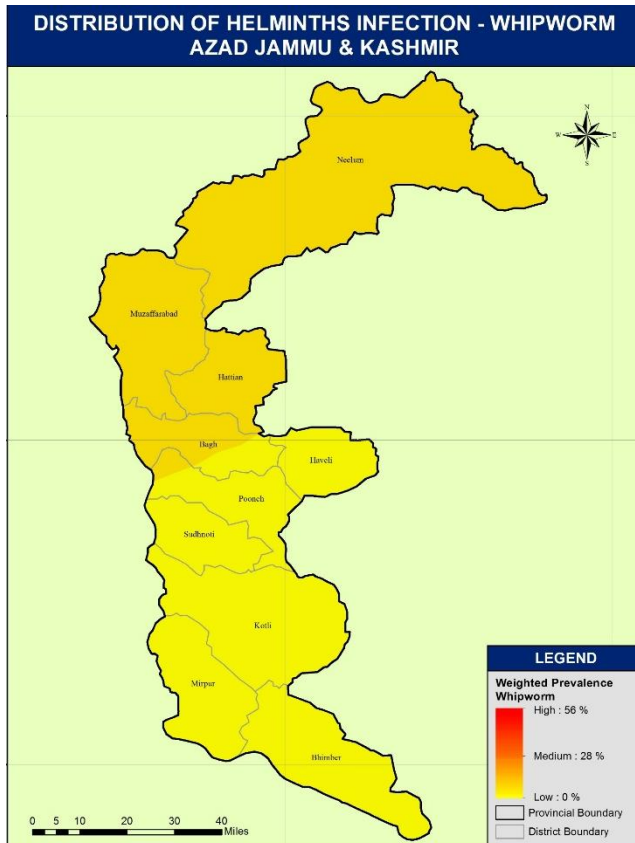 DISTRIBUTION OF HELMINTHS INFECTION - WHIPWORM
AZAD JAMMU & KASHMIR
N
W E
S
Neelum
Muzaffarabad
Hattian
Bagh
Haveli
Poonch
Sudhnoti
Kotli
Mirpur
Bhimber
LEGEND
Weighted Prevalence
Whipworm
High : 56 %
Medium : 28 %
Low : 0 %
Provincial Boundary
District Boundary
0 5 10 20 30 40
Miles